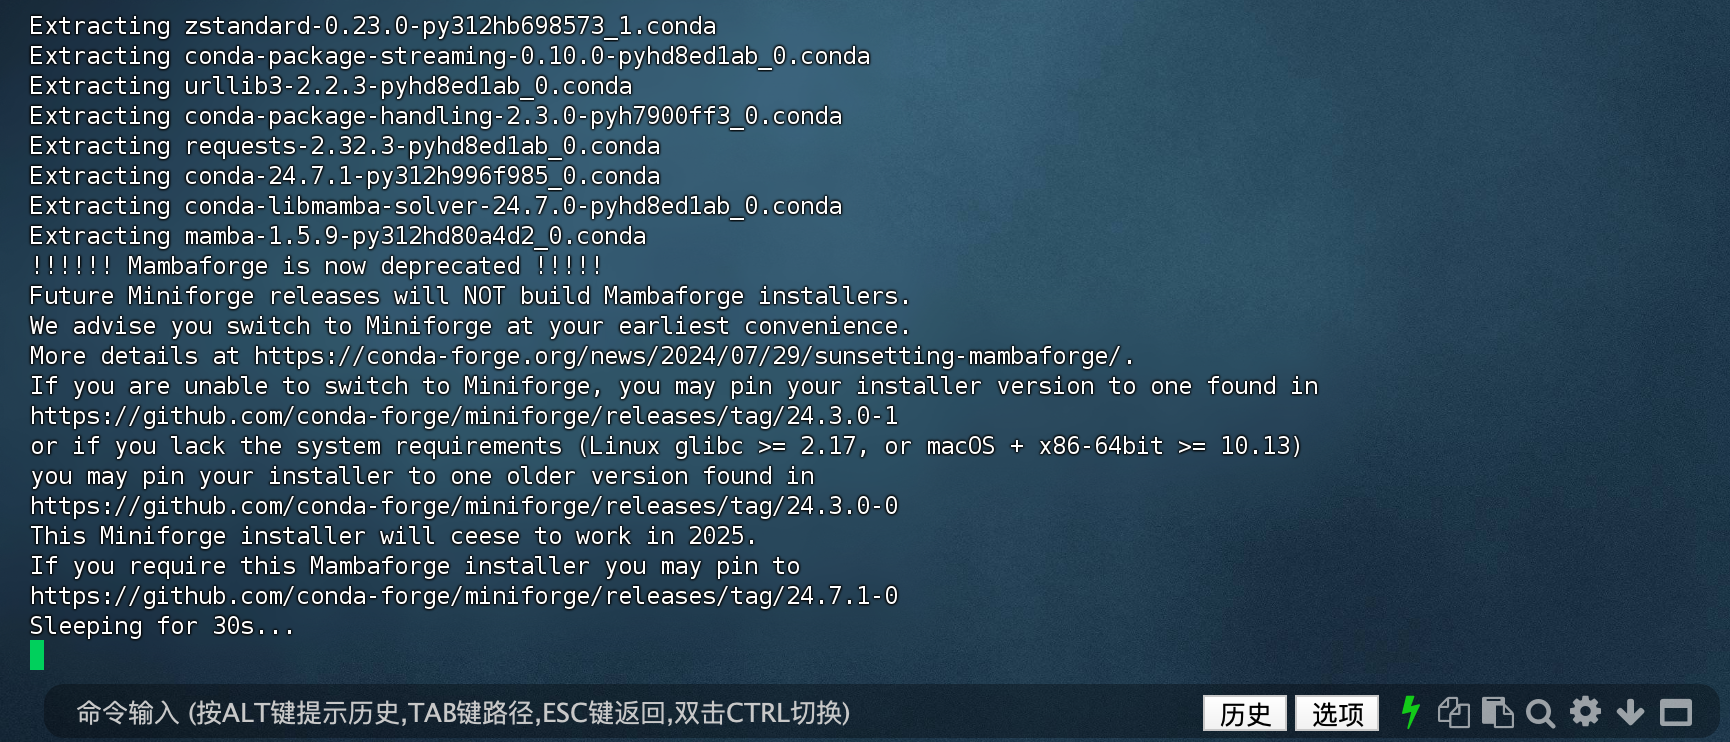 Extracting zstandard-0.23.0-py312hb698573_1.conda
Extracting conda-package-streaming-0.10.0-pyhd8ed1ab_0.conda
Extracting urllib3-2.2.3-pyhd8ed1ab_0.conda
Extracting conda-package-handling-2.3.0-pyh7900ff3_0.conda
Extracting requests-2.32.3-pyhd8ed1ab_0.conda
Extracting conda-24.7.1-py312h996f985_0.conda
Extracting conda-libmamba-solver-24.7.0-pyhd8ed1ab_0.conda
Extracting mamba-1.5.9-py312hd80a4d2_0.conda
!!!!!! Mambaforge is now deprecated !!!!!
Future Miniforge releases will NOT build Mambaforge installers.
We advise you switch to Miniforge at your earliest convenience.
More details at https://conda-forge.org/news/2024/07/29/sunsetting-mambaforge/.
If you are unable to switch to Miniforge, you may pin your installer version to one found in
https://github.com/conda-forge/miniforge/releases/tag/24.3.0-1
or if you lack the system requirements (Linux glibc >= 2.17, or macOS + x86-64bit >= 10.13)
you may pin your installer to one older version found in
https://github.com/conda-forge/miniforge/releases/tag/24.3.0-0
This Miniforge installer will ceese to work in 2025.
If you require this Mambaforge installer you may pin to
https://github.com/conda-forge/miniforge/releases/tag/24.7.1-0
Sleeping for 30s...
命令输入 (按ALT键提示历史,TAB键路径,ESC键返回,双击CTRL切换) 历史 选项